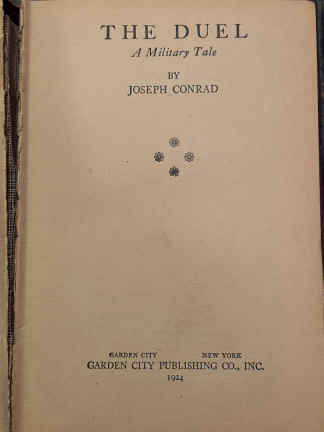 THE DUEL
A Military Tale
BY
JOSEPH CONRAD
GARDEN CITY NEW YORK
GARDEN CITY PUBLISHING CO., INC.
1924